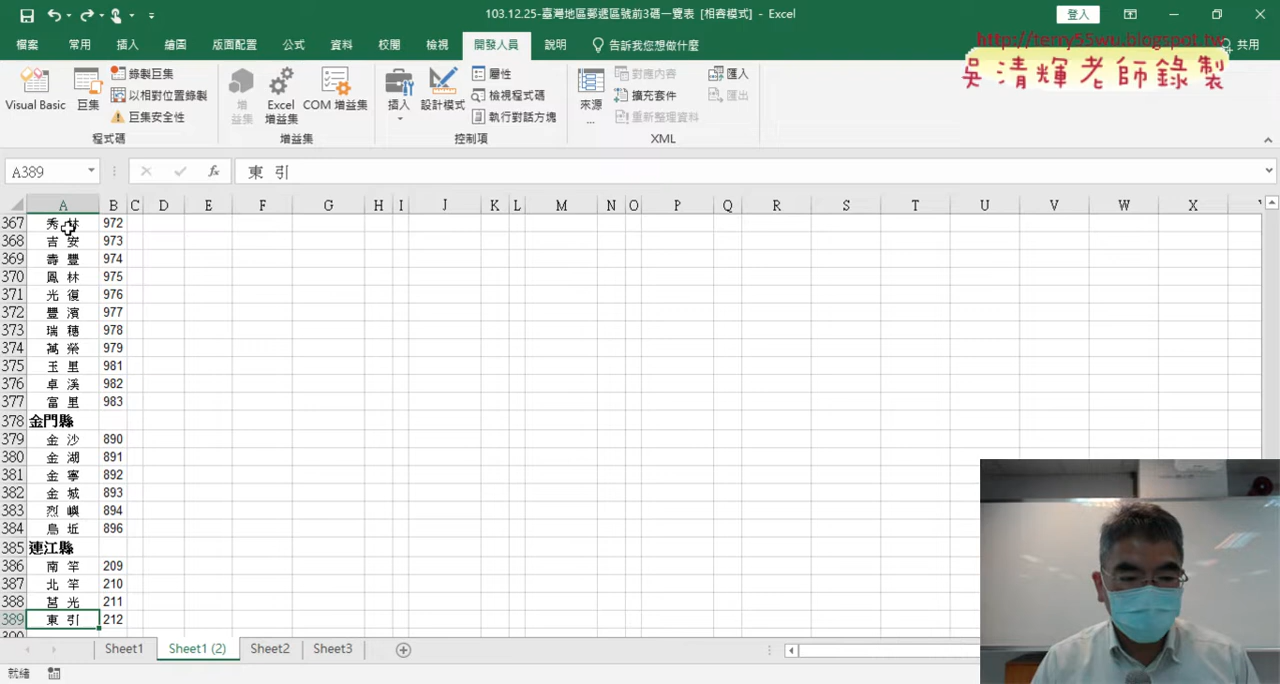 103.12.25-臺灣地區郵遞區號前3碼一覽表 [相容模式] - Excel
登入
檔案 常用 插入 繪圖 版面配置 公式 資料 校閱 檢視 開發人員 說明 告訴我您想做什麼 共用
http://terry55wu.blogspot.tw
吳清輝老師錄製
Visual Basic 巨集 錄製巨集 以相對位置錄製 巨集安全性
增益集 Excel 增益集 COM 增益集
插入 設計模式 屬性 檢視程式碼 執行對話方塊
來源... 對應內容 擴充套件 重新整理資料 匯入 匯出
程式碼 增益集 控制項 XML
A389 fx 東 引
A B C D E F G H I J K L M N O P Q R S T U V W X
367 秀 林 972
368 吉 安 973
369 壽 豐 974
370 鳳 林 975
371 光 復 976
372 豐 濱 977
373 瑞 穗 978
374 萬 榮 979
375 玉 里 981
376 卓 溪 982
377 富 里 983
378 金門縣
379 金 沙 890
380 金 湖 891
381 金 寧 892
382 金 城 893
383 烈 嶼 894
384 烏 坵 896
385 連江縣
386 南 竿 209
387 北 竿 210
388 莒 光 211
389 東 引 212
Sheet1 Sheet1 (2) Sheet2 Sheet3
就緒